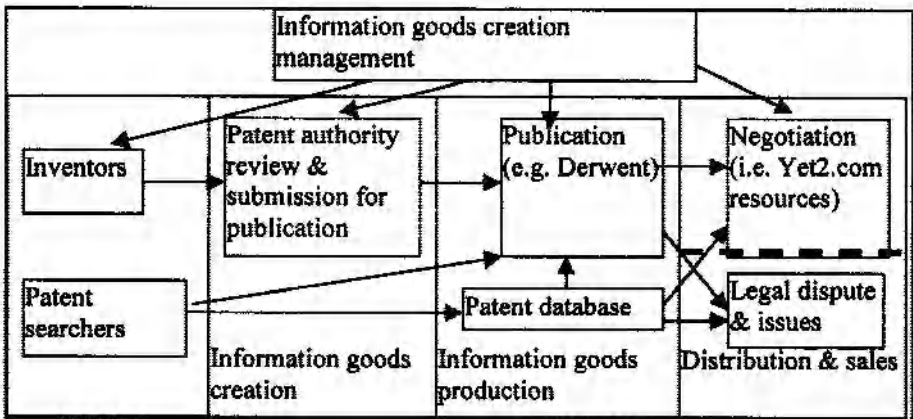 Information goods creation
management
Inventors
Patent authority
review &
submission for
publication
Publication
(e.g. Derwent)
Negotiation
(i.e. Yet2.com
resources)
Patent
searchers
Patent database
Legal dispute
& issues
Information goods
creation
Information goods
production
Distribution & sales